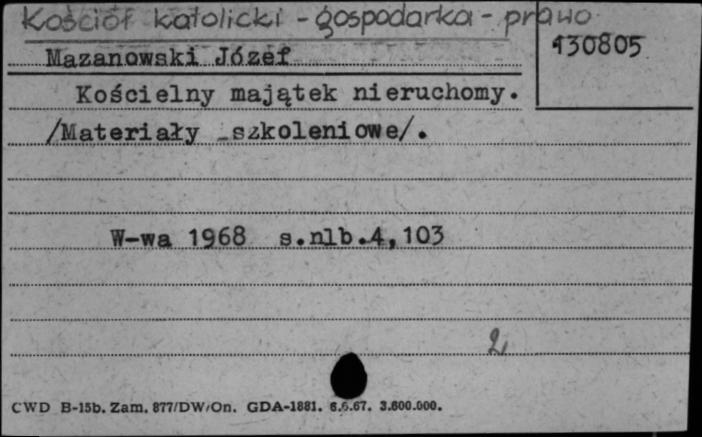 Kościół katolicki - gospodarka - prawo
130805
Mazanowski Józef
Kościelny majątek nieruchomy.
/Materiały szkoleniowe/.
W-wa 1968 s.nlb.4,103
2
CWD B-15b. Zam. 877/DW/On. GDA-1881. 6.6.67. 3.600.000.